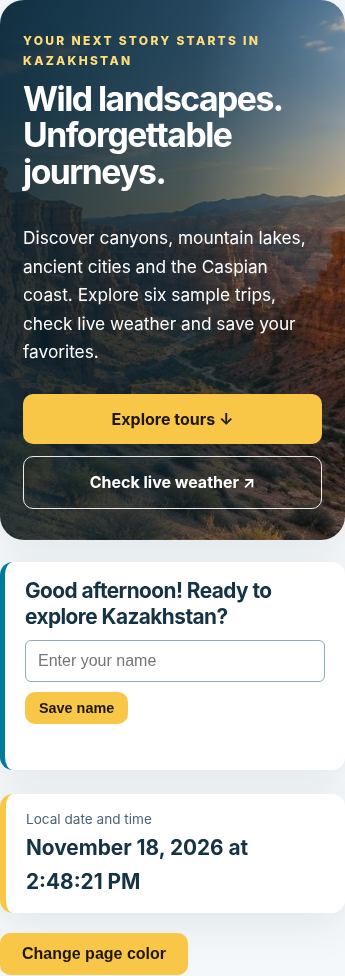 YOUR NEXT STORY STARTS IN
KAZAKHSTAN
Wild landscapes.
Unforgettable
journeys.
Discover canyons, mountain lakes,
ancient cities and the Caspian
coast. Explore six sample trips,
check live weather and save your
favorites.
Explore tours ↓
Check live weather ↗
Good afternoon! Ready to
explore Kazakhstan?
Enter your name
Save name
Local date and time
November 18, 2026 at
2:48:21 PM
Change page color